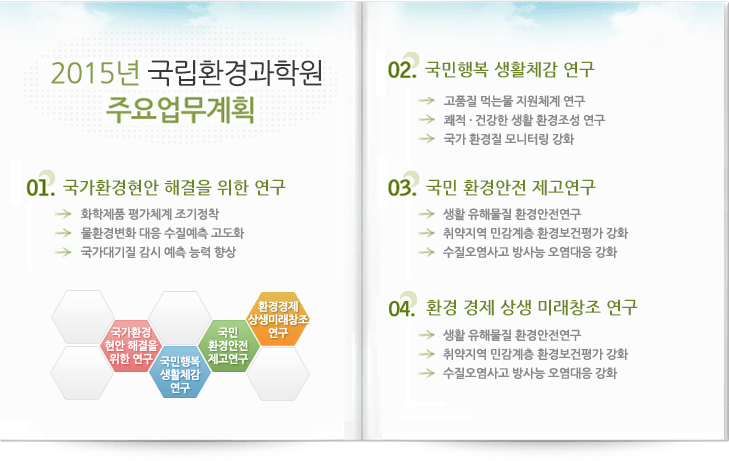 2015년 국립환경과학원
주요업무계획
01. 국가환경현안 해결을 위한 연구
화학제품 평가체계 조기정착
물환경변화 대응 수질예측 고도화
국가대기질 감시 예측 능력 향상
국가환경
현안 해결을
위한 연구
국민행복
생활체감
연구
국민
환경안전
제고연구
환경경제
상생미래창조
연구
02. 국민행복 생활체감 연구
고품질 먹는물 지원체계 연구
쾌적 · 건강한 생활 환경조성 연구
국가 환경질 모니터링 강화
03. 국민 환경안전 제고연구
생활 유해물질 환경안전연구
취약지역 민감계층 환경보건평가 강화
수질오염사고 방사능 오염대응 강화
04. 환경 경제 상생 미래창조 연구
생활 유해물질 환경안전연구
취약지역 민감계층 환경보건평가 강화
수질오염사고 방사능 오염대응 강화